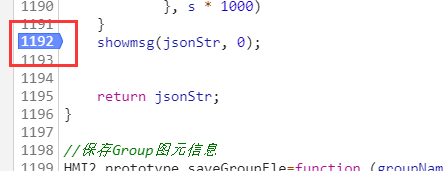 1190 }, s * 1000)
1191 }
1192 showmsg(jsonStr, 0);
1193
1194
1195 return jsonStr;
1196 }
1197
1198 //保存Group图元信息
1199 HMI2.prototype.saveGroupEle=function (groupNam